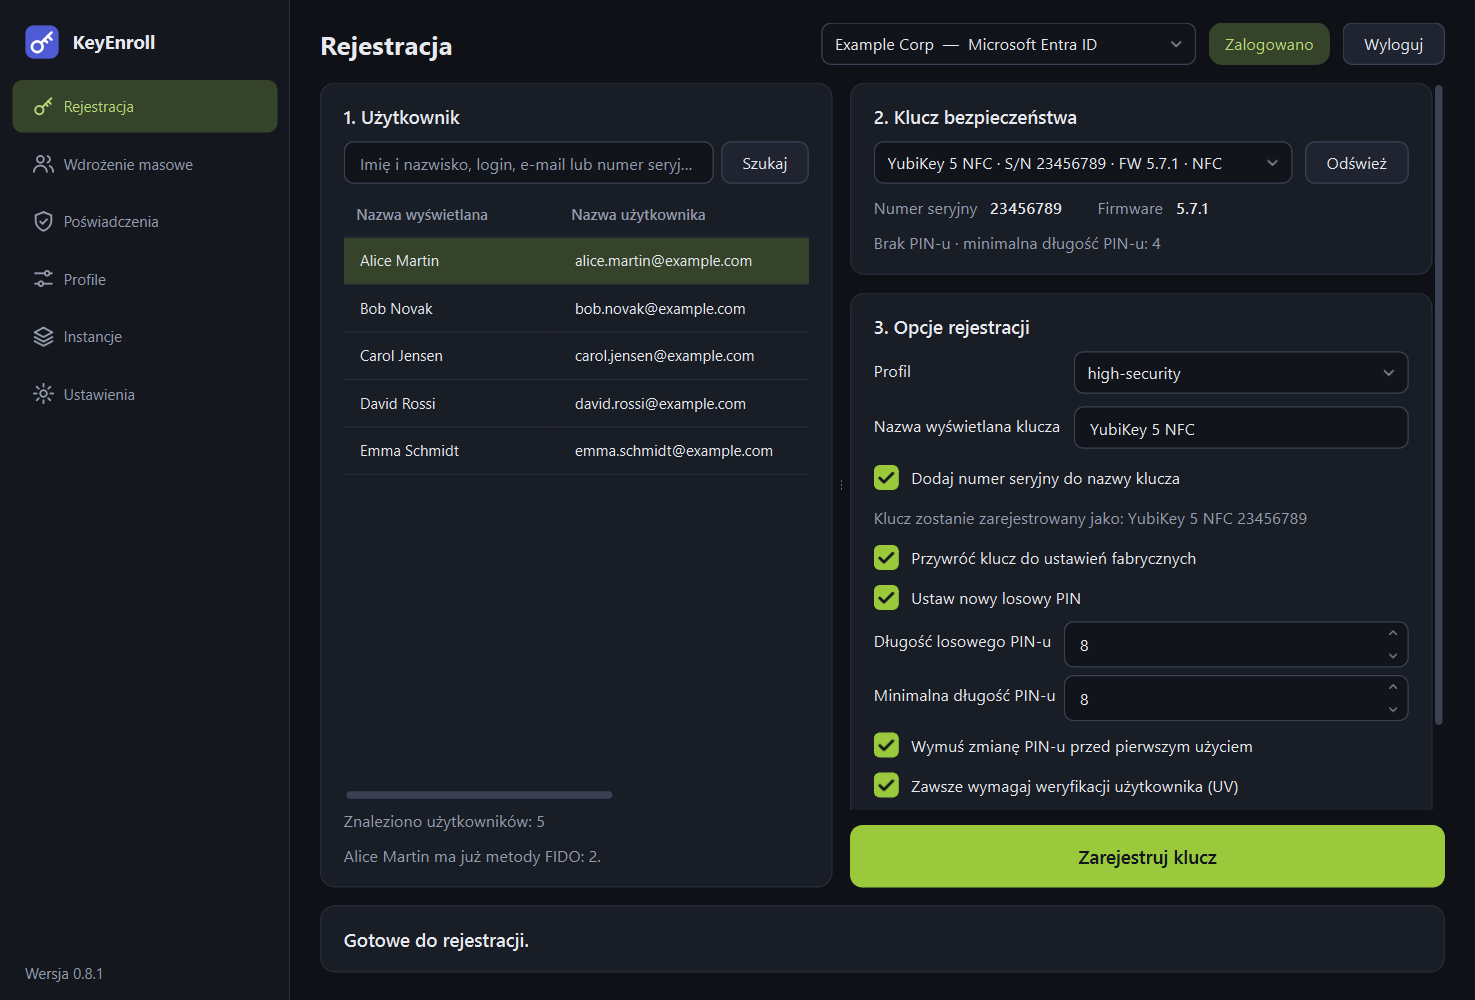 KeyEnroll
Rejestracja
Wdrożenie masowe
Poświadczenia
Profile
Instancje
Ustawienia
Wersja 0.8.1
Rejestracja
Example Corp — Microsoft Entra ID
Zalogowano
Wyloguj
1. Użytkownik
Imię i nazwisko, login, e-mail lub numer seryj...
Szukaj
Nazwa wyświetlana Nazwa użytkownika
Alice Martin alice.martin@example.com
Bob Novak bob.novak@example.com
Carol Jensen carol.jensen@example.com
David Rossi david.rossi@example.com
Emma Schmidt emma.schmidt@example.com
Znaleziono użytkowników: 5
Alice Martin ma już metody FIDO: 2.
2. Klucz bezpieczeństwa
YubiKey 5 NFC · S/N 23456789 · FW 5.7.1 · NFC
Odśwież
Numer seryjny 23456789 Firmware 5.7.1
Brak PIN-u · minimalna długość PIN-u: 4
3. Opcje rejestracji
Profil high-security
Nazwa wyświetlana klucza YubiKey 5 NFC
Dodaj numer seryjny do nazwy klucza
Klucz zostanie zarejestrowany jako: YubiKey 5 NFC 23456789
Przywróć klucz do ustawień fabrycznych
Ustaw nowy losowy PIN
Długość losowego PIN-u 8
Minimalna długość PIN-u 8
Wymuś zmianę PIN-u przed pierwszym użyciem
Zawsze wymagaj weryfikacji użytkownika (UV)
Zarejestruj klucz
Gotowe do rejestracji.